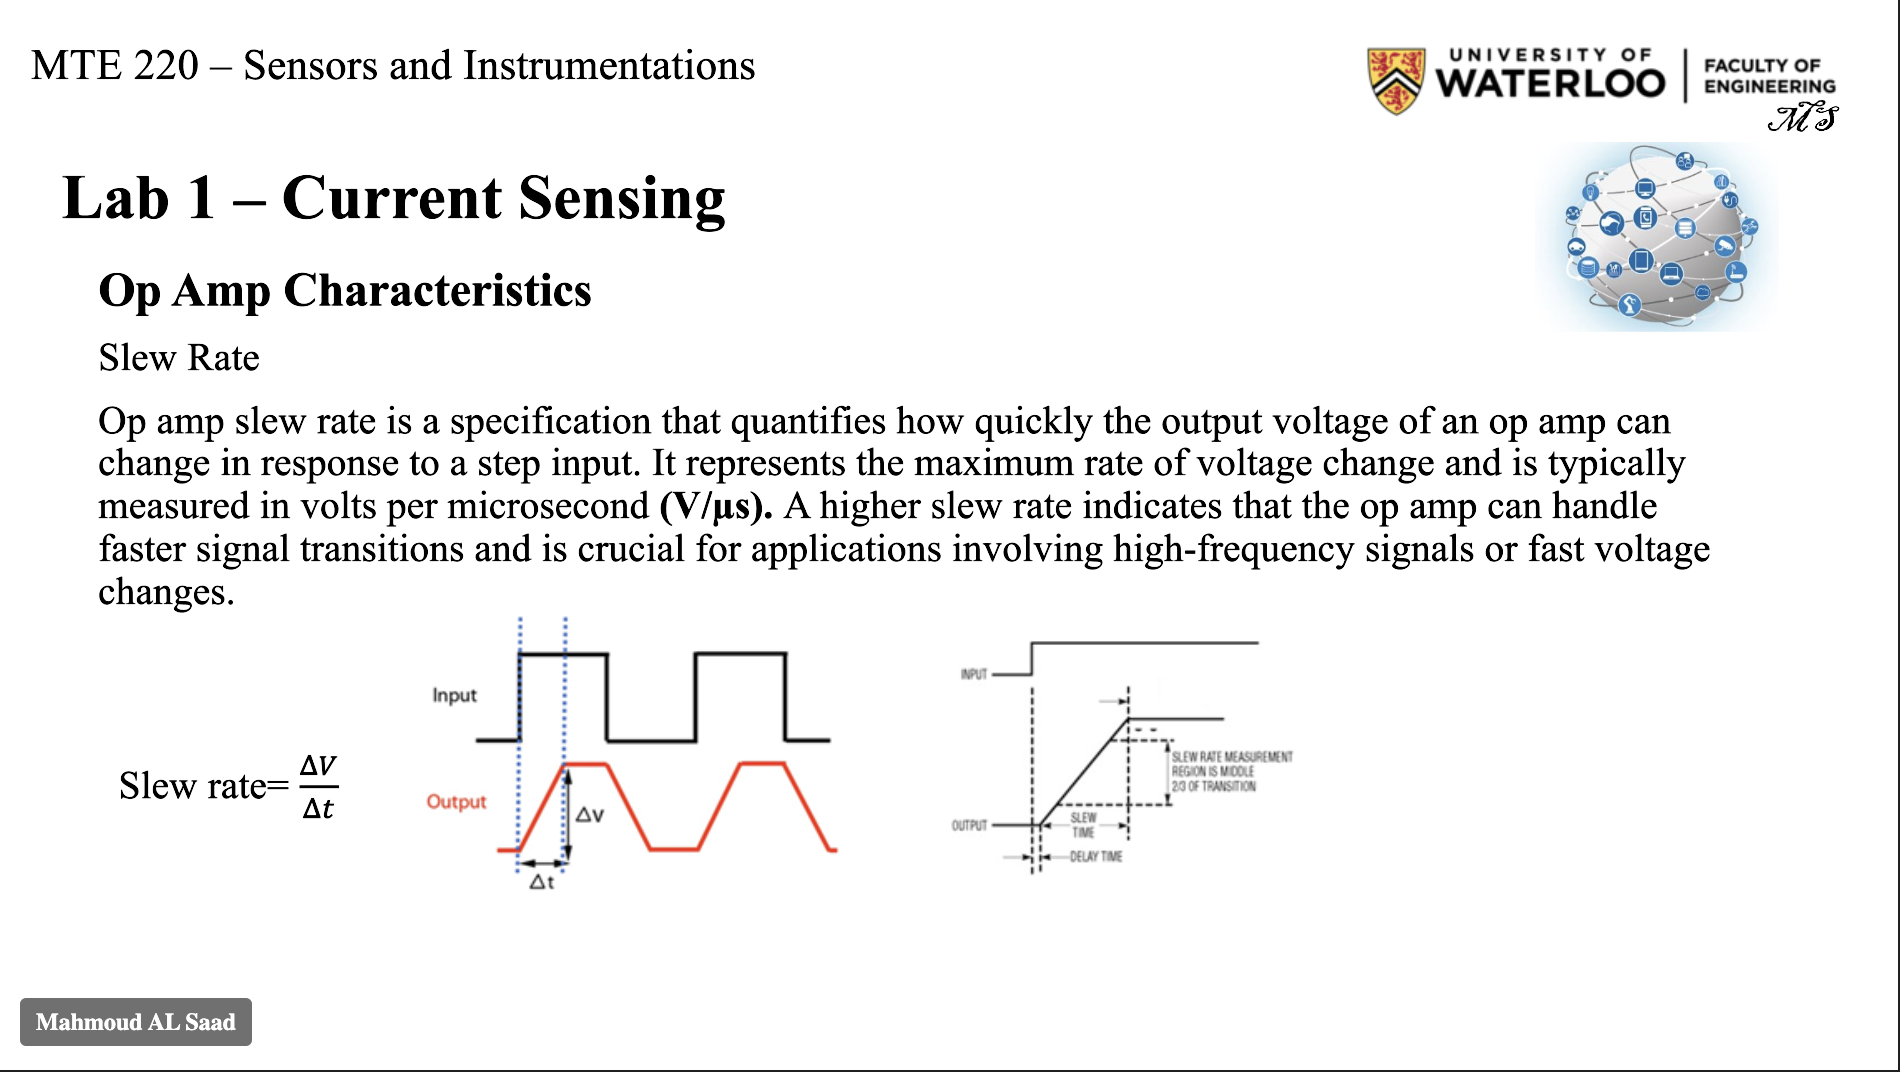 MTE 220 – Sensors and Instrumentations
UNIVERSITY OF
WATERLOO
FACULTY OF
ENGINEERING
MS
Lab 1 – Current Sensing
Op Amp Characteristics
Slew Rate
Op amp slew rate is a specification that quantifies how quickly the output voltage of an op amp can
change in response to a step input. It represents the maximum rate of voltage change and is typically
measured in volts per microsecond (V/μs). A higher slew rate indicates that the op amp can handle
faster signal transitions and is crucial for applications involving high-frequency signals or fast voltage
changes.
Slew rate= ΔV
Δt
Input
Output
Δv
Δt
INPUT
SLEW RATE MEASUREMENT
REGION IS MIDDLE
2/3 OF TRANSITION
OUTPUT
SLEW
TIME
DELAY TIME
Mahmoud AL Saad